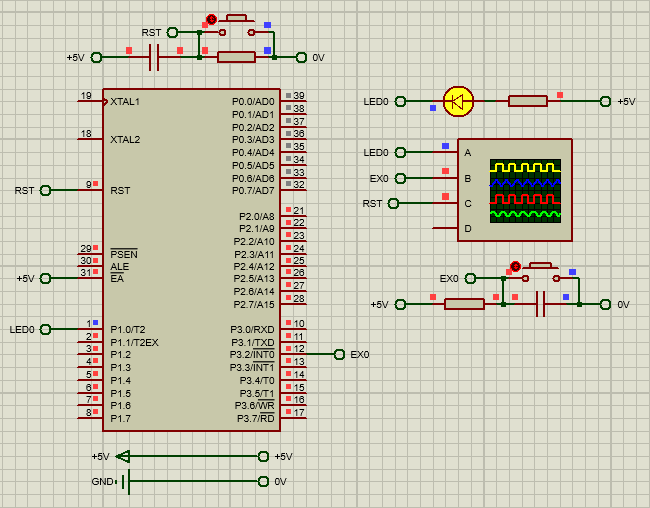 RST
+5V
0V
19 XTAL1 P0.0/AD0 39
P0.1/AD1 38
P0.2/AD2 37
18 XTAL2 P0.3/AD3 36
P0.4/AD4 35
P0.5/AD5 34
P0.6/AD6 33
RST 9 RST P0.7/AD7 32
P2.0/A8 21
P2.1/A9 22
P2.2/A10 23
29 PSEN P2.3/A11 24
30 ALE P2.4/A12 25
+5V 31 EA P2.5/A13 26
P2.6/A14 27
P2.7/A15 28
LED0 1 P1.0/T2 P3.0/RXD 10
2 P1.1/T2EX P3.1/TXD 11
3 P1.2 P3.2/INT0 12 EX0
4 P1.3 P3.3/INT1 13
5 P1.4 P3.4/T0 14
6 P1.5 P3.5/T1 15
7 P1.6 P3.6/WR 16
8 P1.7 P3.7/RD 17
+5V +5V
GND 0V
LED0 +5V
LED0 A
EX0 B
RST C
D
EX0
+5V 0V